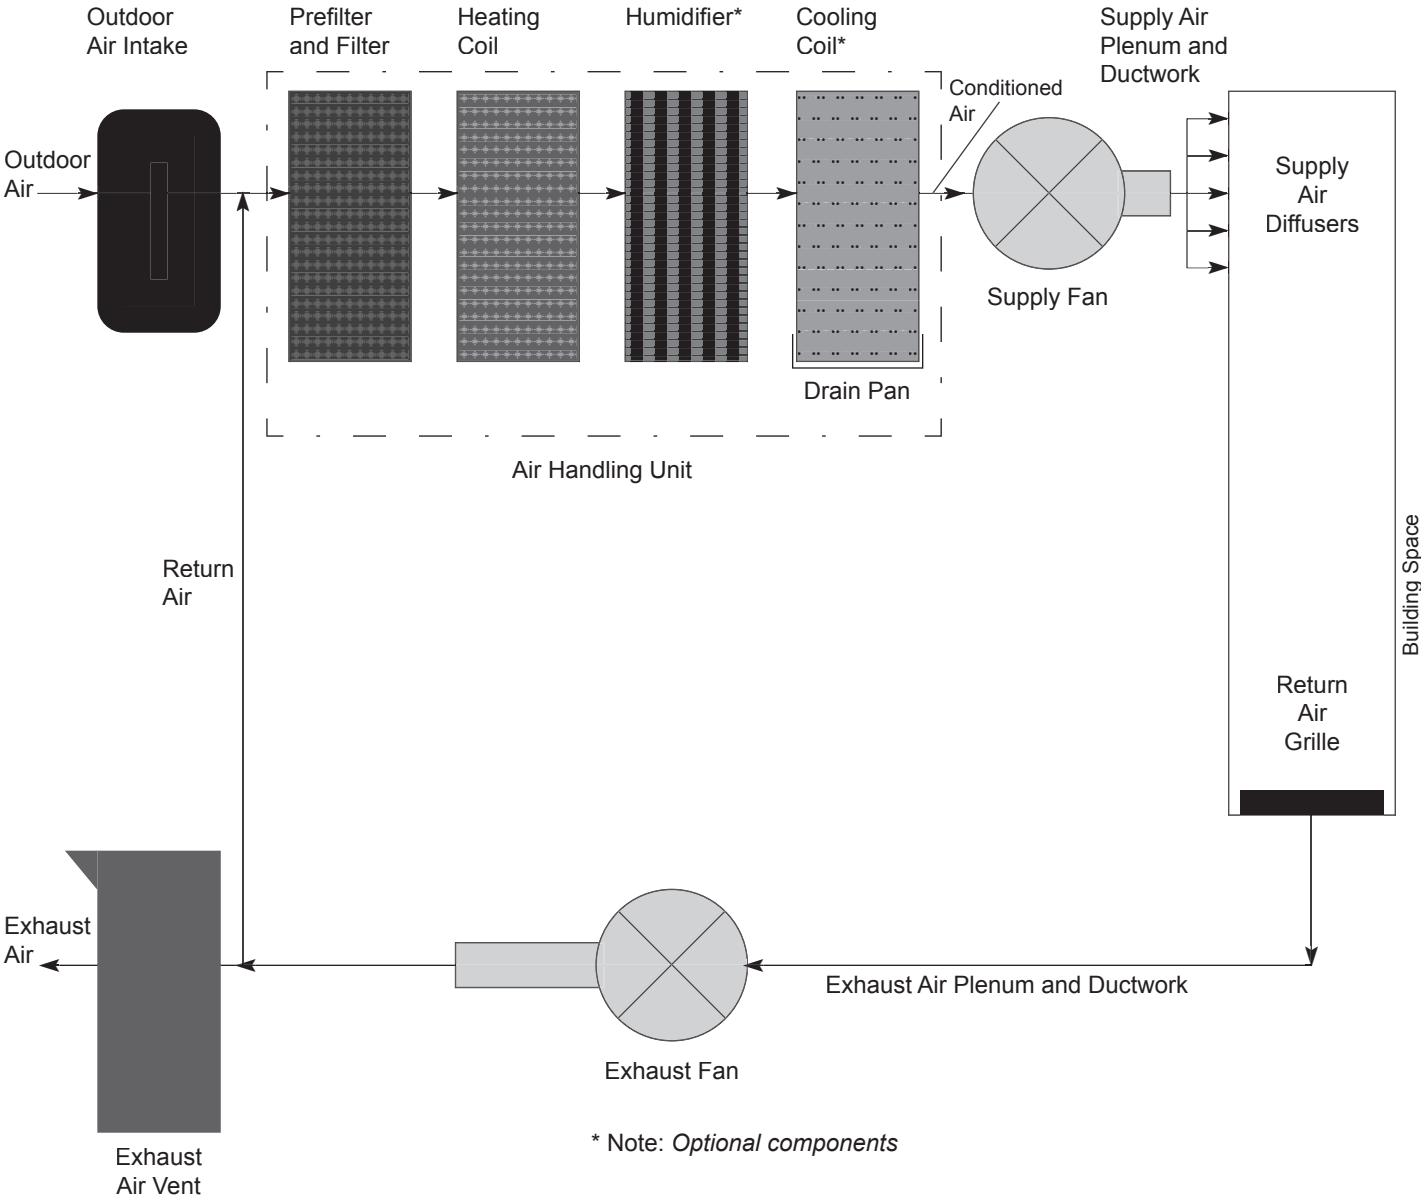 Outdoor
Air Intake
Prefilter
and Filter
Heating
Coil
Humidifier*
Cooling
Coil*
Supply Air
Plenum and
Ductwork
Conditioned
Air
Outdoor
Air
Supply
Air
Diffusers
Supply Fan
Drain Pan
Air Handling Unit
Return
Air
Building Space
Return
Air
Grille
Exhaust
Air
Exhaust Air Plenum and Ductwork
Exhaust Fan
* Note: Optional components
Exhaust
Air Vent